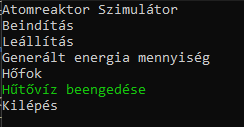 Atomreaktor Szimulátor
Beindítás
Leállítás
Generált energia mennyiség
Hőfok
Hűtővíz beengedése
Kilépés